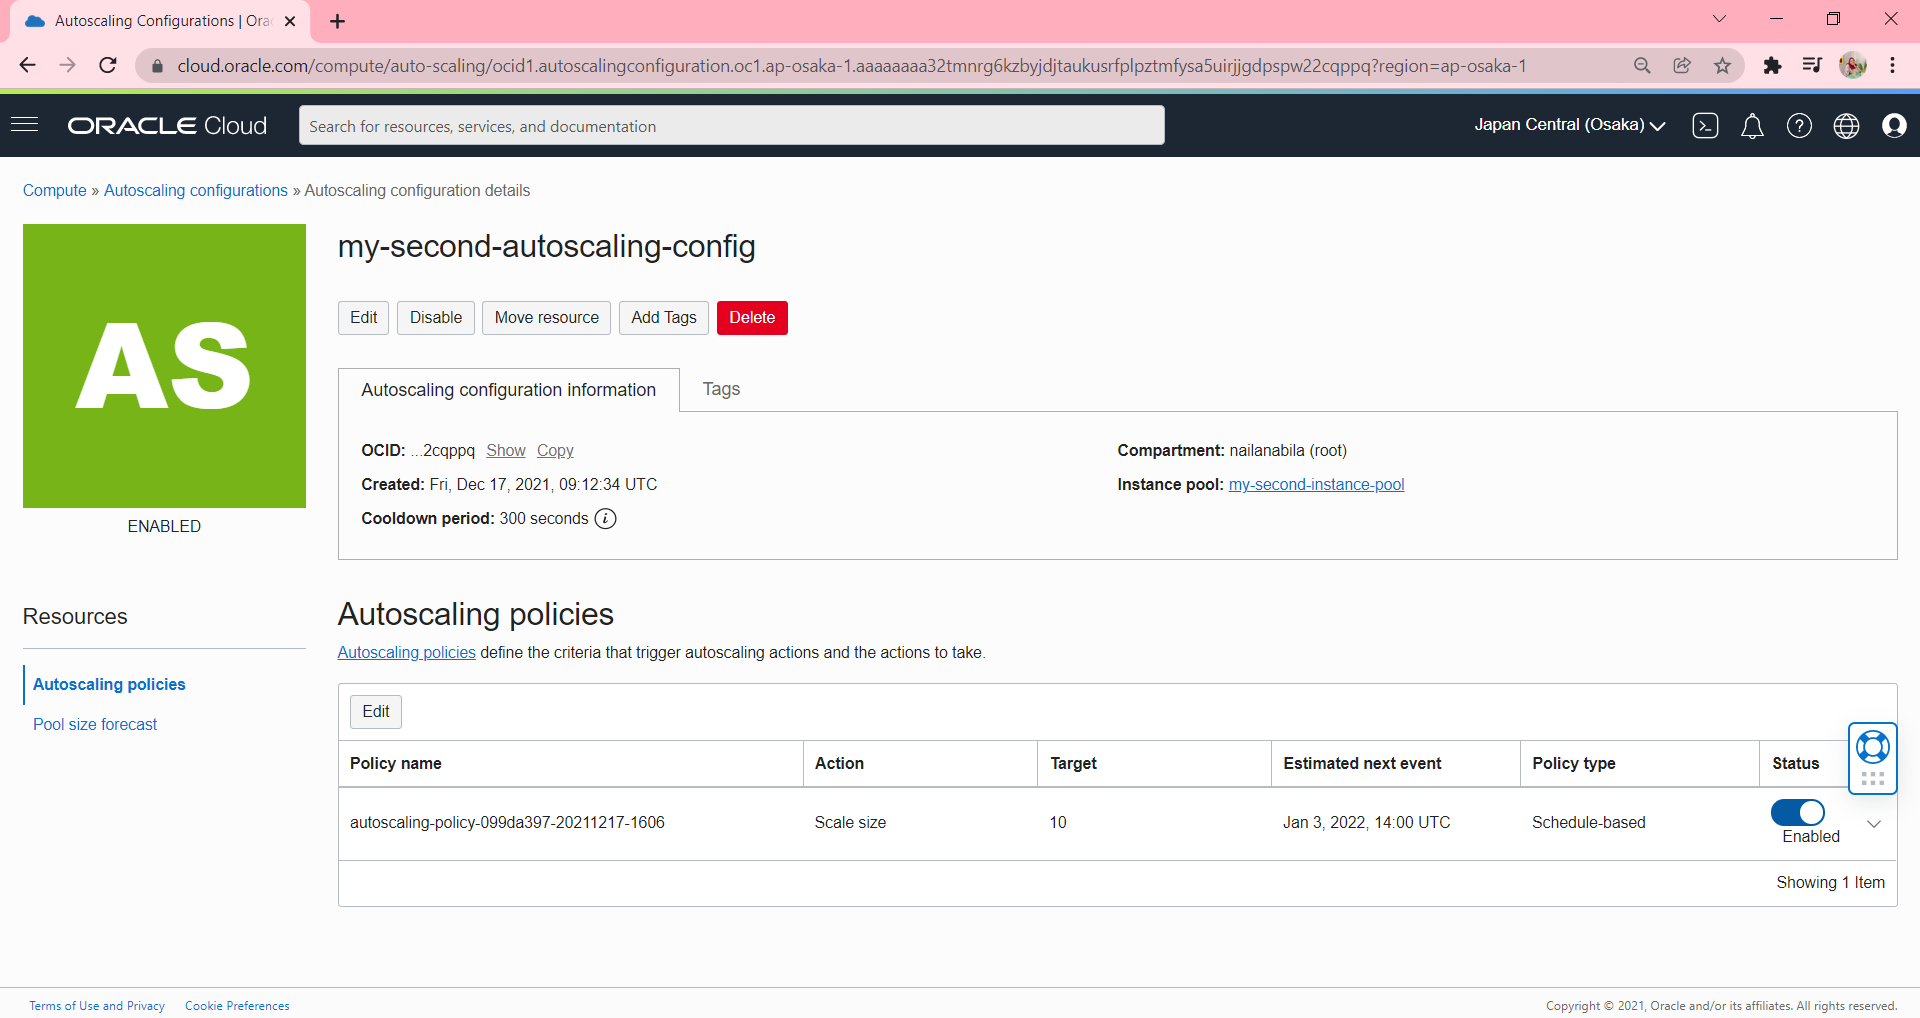 Autoscaling Configurations | Ora
cloud.oracle.com/compute/auto-scaling/ocid1.autoscalingconfiguration.oc1.ap-osaka-1.aaaaaaaa32tmnrg6kzbyjdjtaukusrfplpztmfysa5uirjjgdpspw22cqppq?region=ap-osaka-1
ORACLE Cloud
Search for resources, services, and documentation
Japan Central (Osaka)
Compute » Autoscaling configurations » Autoscaling configuration details
AS
ENABLED
my-second-autoscaling-config
Edit
Disable
Move resource
Add Tags
Delete
Autoscaling configuration information
Tags
OCID: ...2cqppq Show Copy
Created: Fri, Dec 17, 2021, 09:12:34 UTC
Cooldown period: 300 seconds
Compartment: nailanabila (root)
Instance pool: my-second-instance-pool
Resources
Autoscaling policies
Pool size forecast
Autoscaling policies
Autoscaling policies define the criteria that trigger autoscaling actions and the actions to take.
Edit
Policy name Action Target Estimated next event Policy type Status
autoscaling-policy-099da397-20211217-1606 Scale size 10 Jan 3, 2022, 14:00 UTC Schedule-based Enabled
Showing 1 Item
Terms of Use and Privacy Cookie Preferences
Copyright © 2021, Oracle and/or its affiliates. All rights reserved.